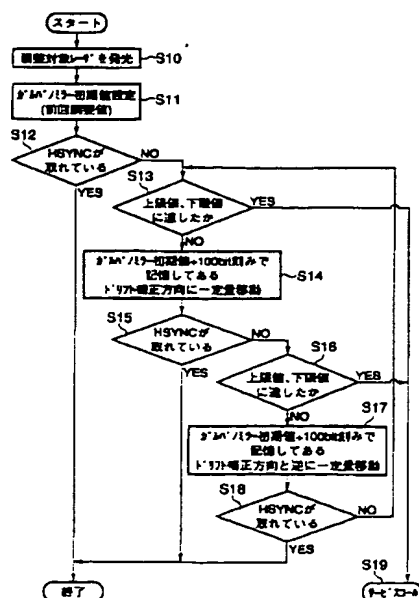 スタート
調整対象ﾚｰｻﾞを発光
S10
ｶﾞﾙﾊﾞﾉﾐﾗｰ初期値設定
(前回調整値)
S11
S12
HSYNCが
取れている
NO
YES
S13
上限値、下限値
に達したか
YES
NO
ｶﾞﾙﾊﾞﾉﾐﾗｰ初期値+100bit刻みで
記憶してある
ﾄﾞﾘﾌﾄ補正方向に一定量移動
S14
S15
HSYNCが
取れている
NO
YES
S16
上限値、下限値
に達したか
YES
NO
S17
ｶﾞﾙﾊﾞﾉﾐﾗｰ初期値+100bit刻みで
記憶してある
ﾄﾞﾘﾌﾄ補正方向と逆に一定量移動
S18
HSYNCが
取れている
NO
YES
終了
S19
ｻｰﾋﾞｽｺｰﾙ